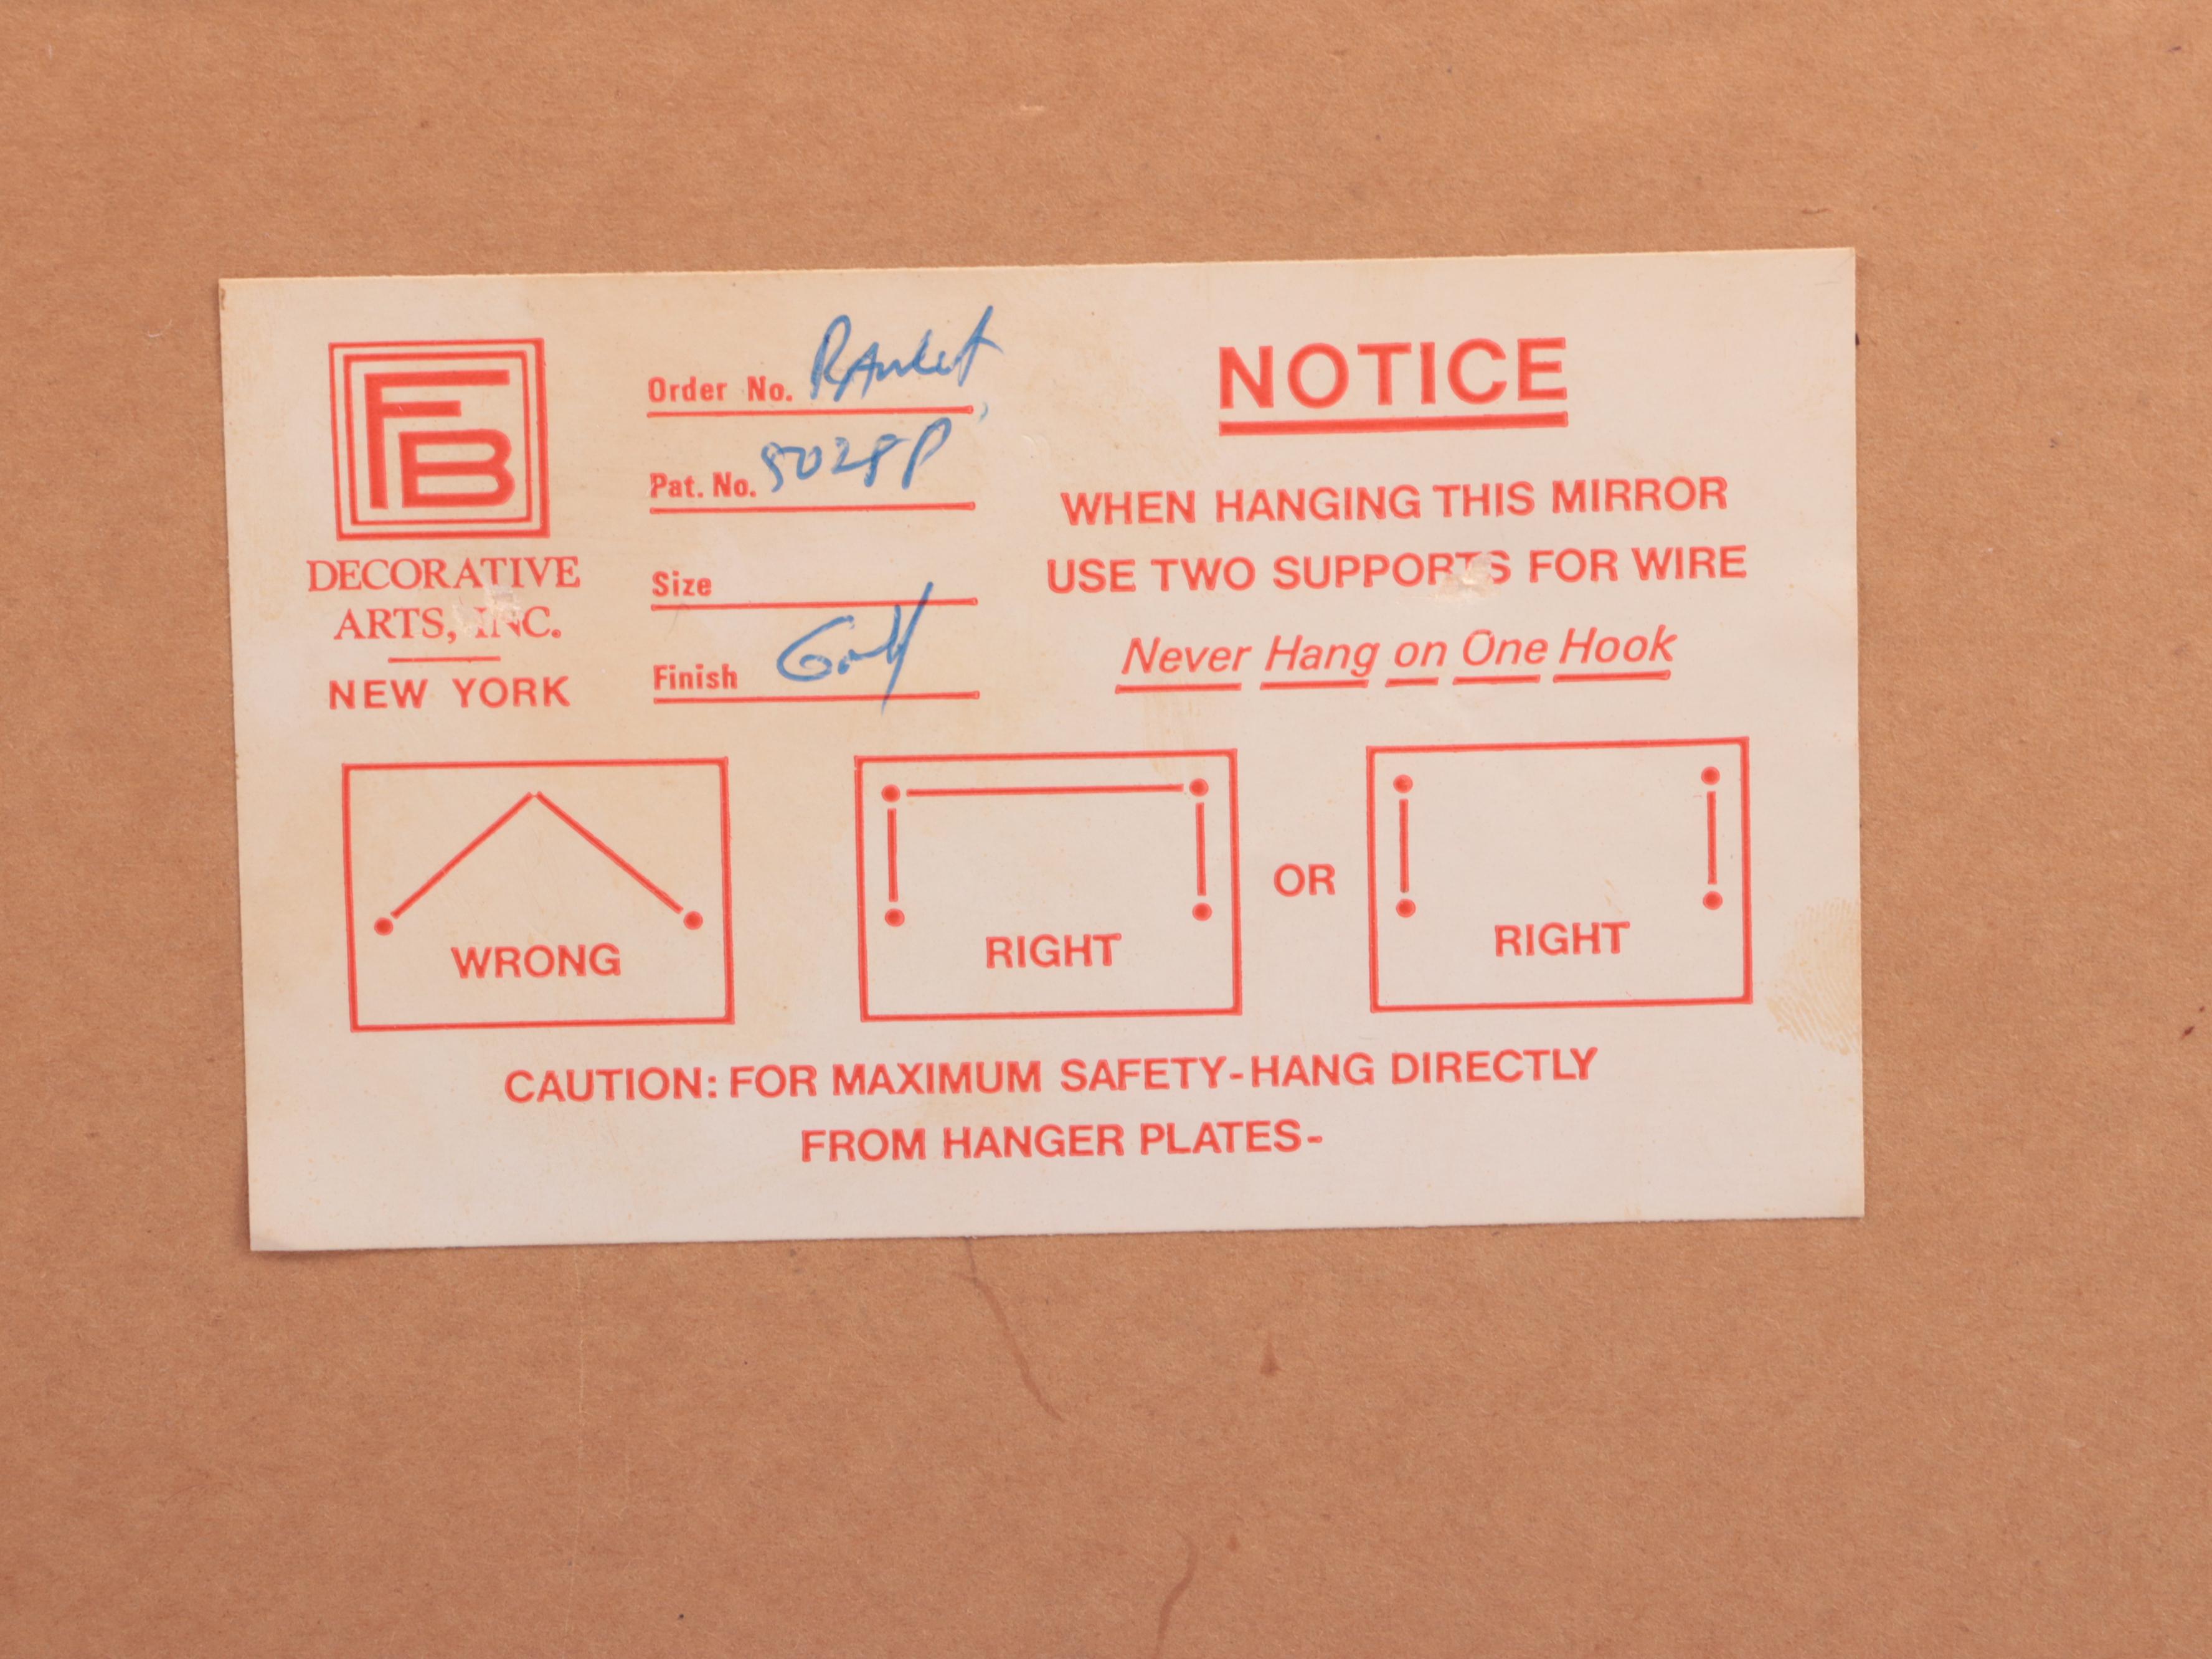 FB
DECORATIVE
ARTS, INC.
NEW YORK
Order No.
Pat. No. 5028P
Size
Finish Gold
NOTICE
WHEN HANGING THIS MIRROR
USE TWO SUPPORTS FOR WIRE
Never Hang on One Hook
WRONG
RIGHT
OR
RIGHT
CAUTION: FOR MAXIMUM SAFETY-HANG DIRECTLY
FROM HANGER PLATES-